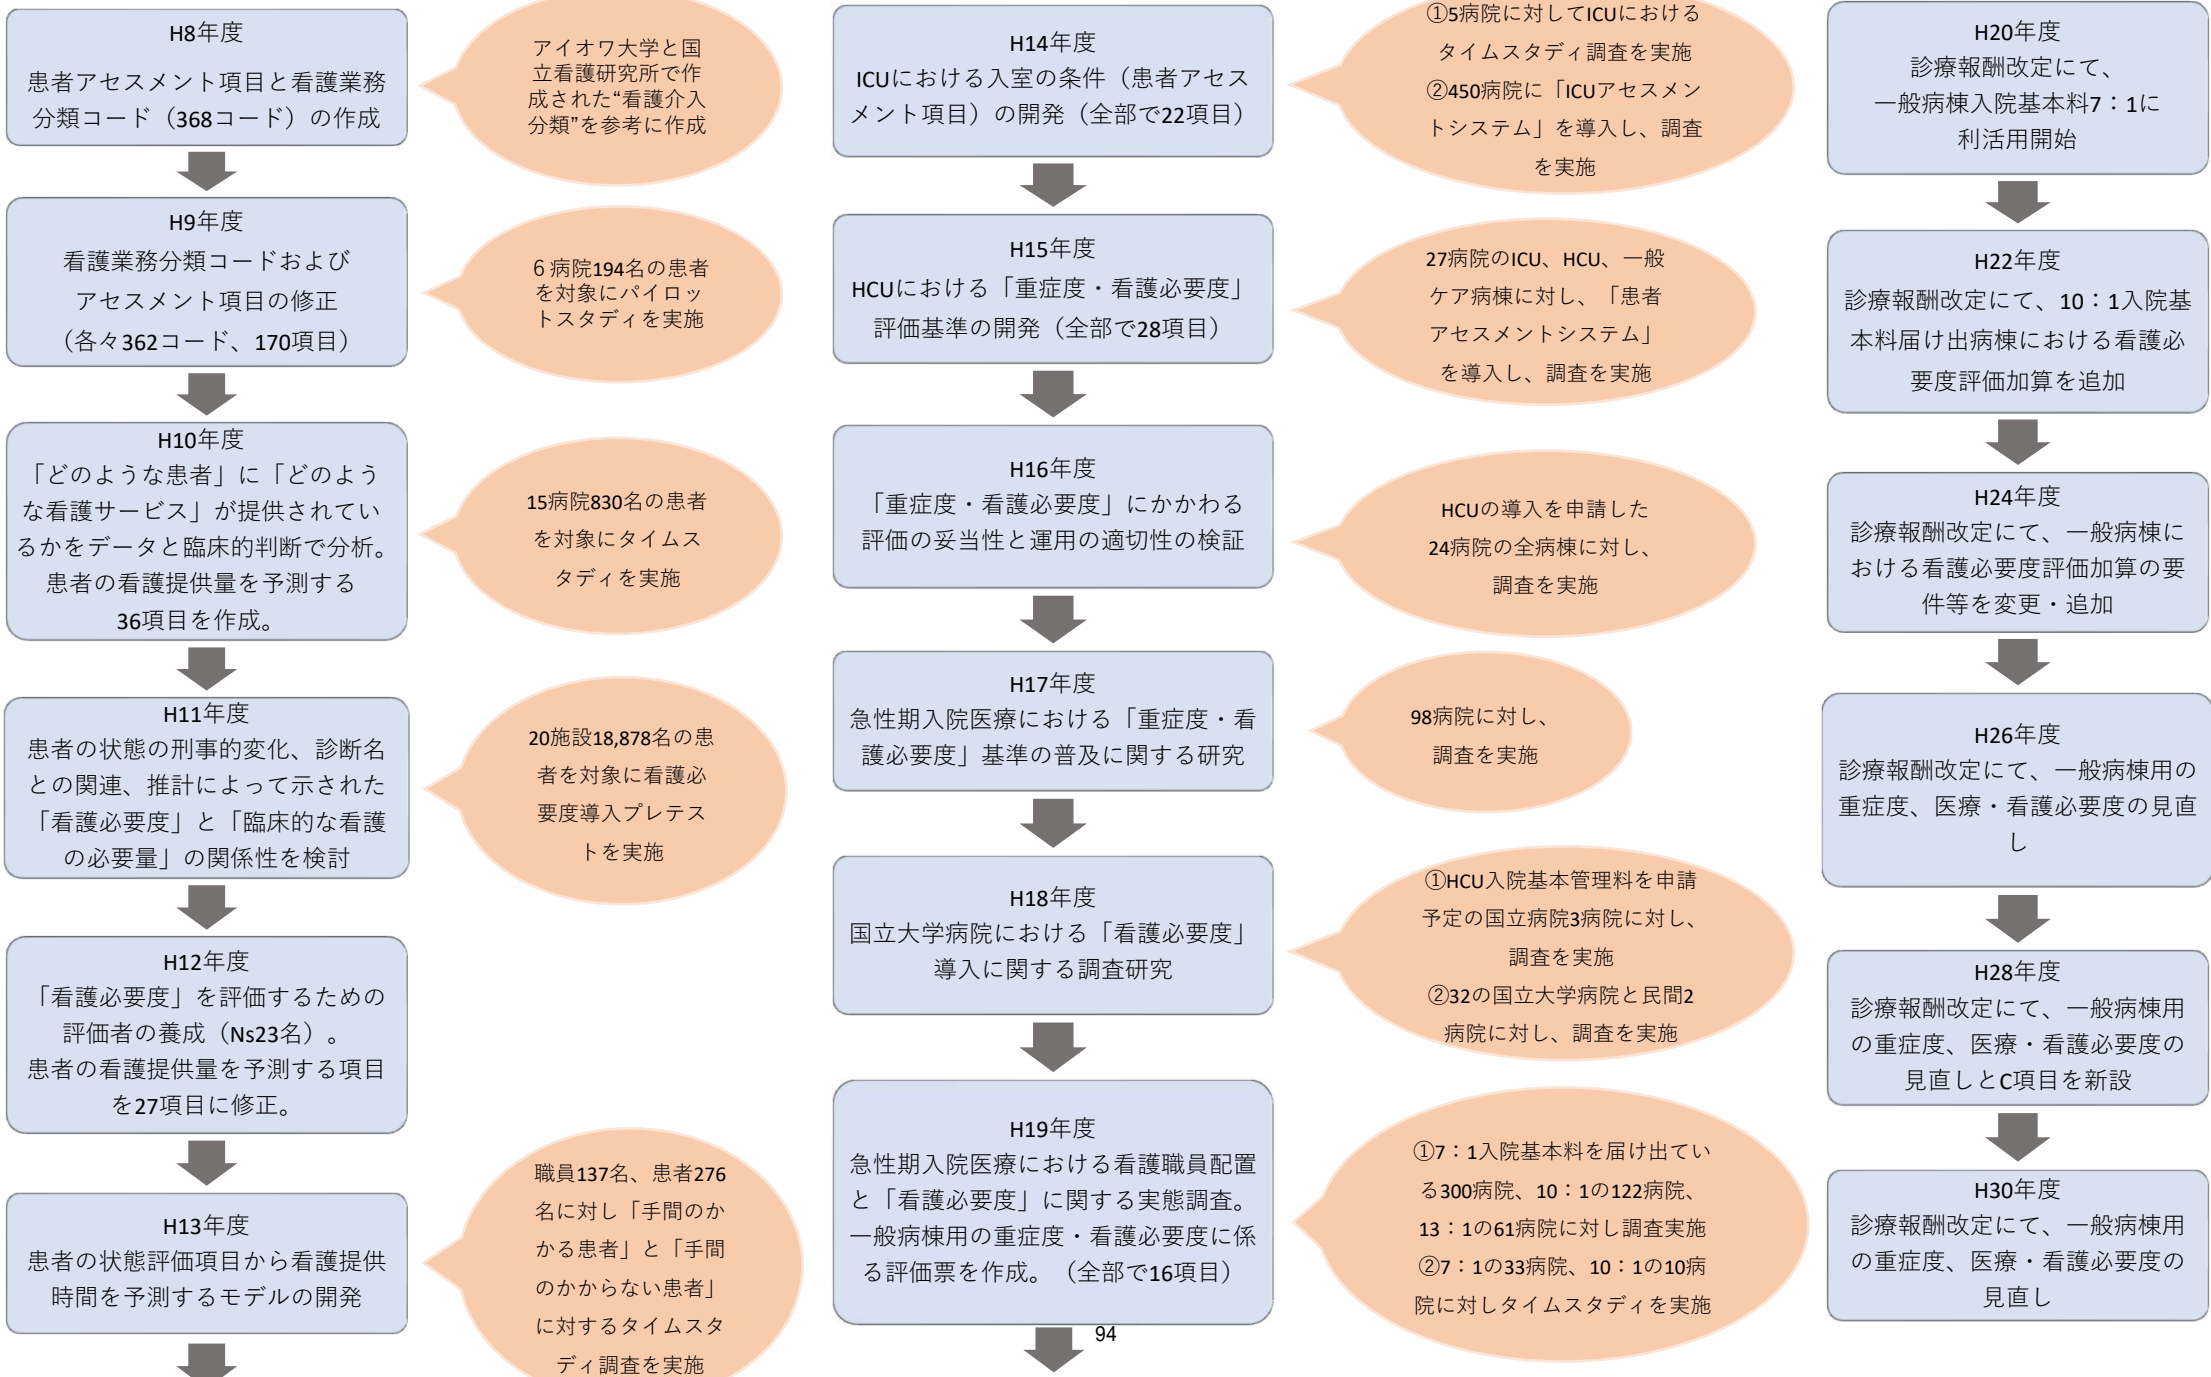 H8年度
患者アセスメント項目と看護業務
分類コード（368コード）の作成
アイオワ大学と国
立看護研究所で作
成された“看護介入
分類”を参考に作成
H9年度
看護業務分類コードおよび
アセスメント項目の修正
（各々362コード、170項目）
６病院194名の患者
を対象にパイロッ
トスタディを実施
H10年度
「どのような患者」に「どのよう
な看護サービス」が提供されてい
るかをデータと臨床的判断で分析。
患者の看護提供量を予測する
36項目を作成。
15病院830名の患者
を対象にタイムス
タディを実施
H11年度
患者の状態の刑事的変化、診断名
との関連、推計によって示された
「看護必要度」と「臨床的な看護
の必要量」の関係性を検討
20施設18,878名の患
者を対象に看護必
要度導入プレテス
トを実施
H12年度
「看護必要度」を評価するための
評価者の養成（Ns23名）。
患者の看護提供量を予測する項目
を27項目に修正。
H13年度
患者の状態評価項目から看護提供
時間を予測するモデルの開発
職員137名、患者276
名に対し「手間のか
かる患者」と「手間
のかからない患者」
に対するタイムスタ
ディ調査を実施
H14年度
ICUにおける入室の条件（患者アセス
メント項目）の開発（全部で22項目）
①5病院に対してICUにおける
タイムスタディ調査を実施
②450病院に「ICUアセスメン
トシステム」を導入し、調査
を実施
H15年度
HCUにおける「重症度・看護必要度」
評価基準の開発（全部で28項目）
27病院のICU、HCU、一般
ケア病棟に対し、「患者
アセスメントシステム」
を導入し、調査を実施
H16年度
「重症度・看護必要度」にかかわる
評価の妥当性と運用の適切性の検証
HCUの導入を申請した
24病院の全病棟に対し、
調査を実施
H17年度
急性期入院医療における「重症度・看
護必要度」基準の普及に関する研究
98病院に対し、
調査を実施
H18年度
国立大学病院における「看護必要度」
導入に関する調査研究
①HCU入院基本管理料を申請
予定の国立病院3病院に対し、
調査を実施
②32の国立大学病院と民間2
病院に対し、調査を実施
H19年度
急性期入院医療における看護職員配置
と「看護必要度」に関する実態調査。
一般病棟用の重症度・看護必要度に係
る評価票を作成。（全部で16項目）
①7：1入院基本料を届け出てい
る300病院、10：1の122病院、
13：1の61病院に対し調査実施
②7：1の33病院、10：1の10病
院に対しタイムスタディを実施
94
H20年度
診療報酬改定にて、
一般病棟入院基本料7：1に
利活用開始
H22年度
診療報酬改定にて、10：1入院基
本料届け出病棟における看護必
要度評価加算を追加
H24年度
診療報酬改定にて、一般病棟に
おける看護必要度評価加算の要
件等を変更・追加
H26年度
診療報酬改定にて、一般病棟用の
重症度、医療・看護必要度の見直
し
H28年度
診療報酬改定にて、一般病棟用
の重症度、医療・看護必要度の
見直しとC項目を新設
H30年度
診療報酬改定にて、一般病棟用
の重症度、医療・看護必要度の
見直し